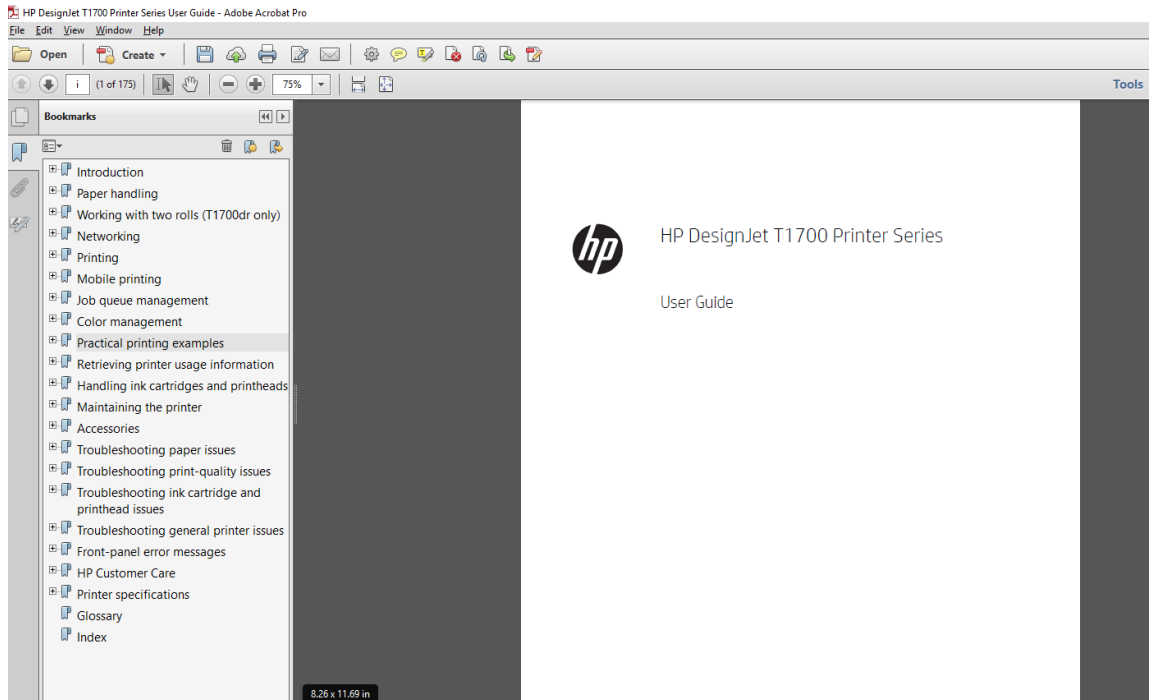 HP DesignJet T1700 Printer Series User Guide - Adobe Acrobat Pro
File Edit View Window Help
Open Create
i (1 of 175) 75% Tools
Bookmarks
Introduction
Paper handling
Working with two rolls (T1700dr only)
Networking
Printing
Mobile printing
Job queue management
Color management
Practical printing examples
Retrieving printer usage information
Handling ink cartridges and printheads
Maintaining the printer
Accessories
Troubleshooting paper issues
Troubleshooting print-quality issues
Troubleshooting ink cartridge and
printhead issues
Troubleshooting general printer issues
Front-panel error messages
HP Customer Care
Printer specifications
Glossary
Index
8.26 x 11.69 in
hp
HP DesignJet T1700 Printer Series
User Guide